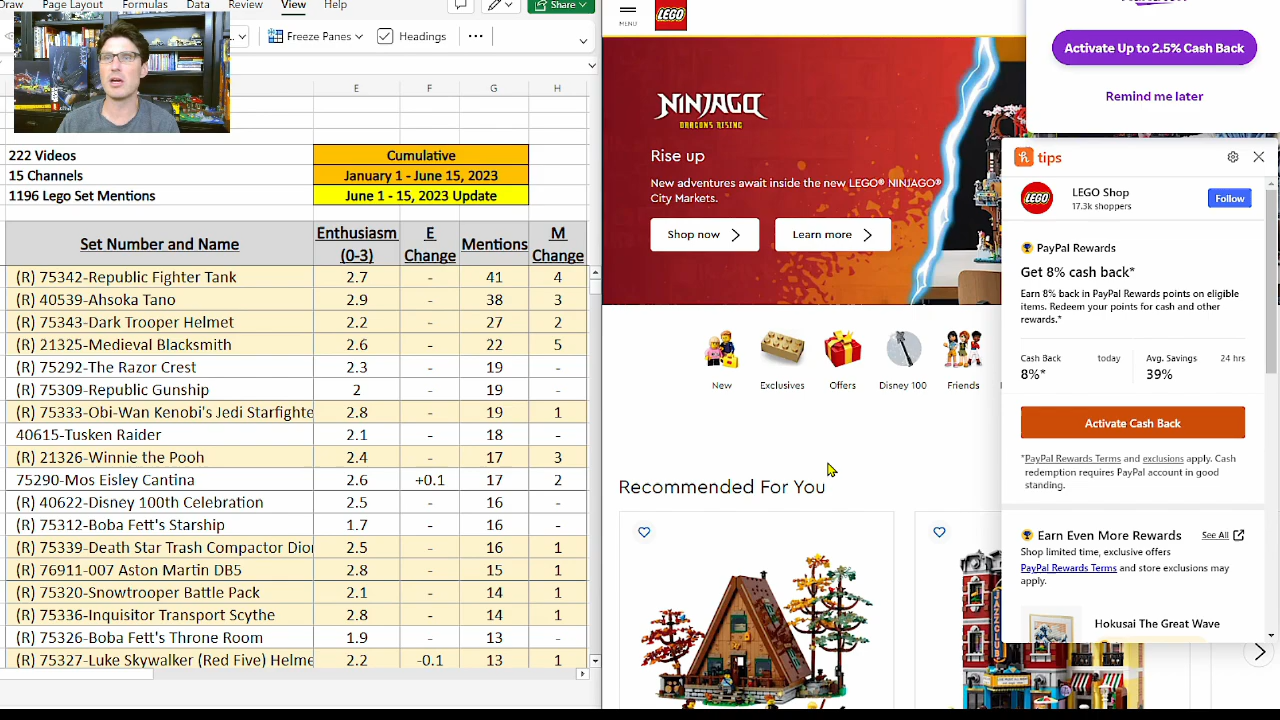 raw Page Layout Formulas Data Review View Help
Share
Freeze Panes Headings
E F G H
222 Videos Cumulative
15 Channels January 1 - June 15, 2023
1196 Lego Set Mentions June 1 - 15, 2023 Update
Set Number and Name Enthusiasm (0-3) E Change Mentions M Change
(R) 75342-Republic Fighter Tank 2.7 - 41 4
(R) 40539-Ahsoka Tano 2.9 - 38 3
(R) 75343-Dark Trooper Helmet 2.2 - 27 2
(R) 21325-Medieval Blacksmith 2.6 - 22 5
(R) 75292-The Razor Crest 2.3 - 19 -
(R) 75309-Republic Gunship 2 - 19 -
(R) 75333-Obi-Wan Kenobi's Jedi Starfighte 2.8 - 19 1
40615-Tusken Raider 2.1 - 18 -
(R) 21326-Winnie the Pooh 2.4 - 17 3
75290-Mos Eisley Cantina 2.6 +0.1 17 2
(R) 40622-Disney 100th Celebration 2.5 - 16 -
(R) 75312-Boba Fett's Starship 1.7 - 16 -
(R) 75339-Death Star Trash Compactor Dior 2.5 - 16 1
(R) 76911-007 Aston Martin DB5 2.8 - 15 1
(R) 75320-Snowtrooper Battle Pack 2.1 - 14 1
(R) 75336-Inquisitor Transport Scythe 2.8 - 14 1
(R) 75326-Boba Fett's Throne Room 1.9 - 13 -
(R) 75327-Luke Skywalker (Red Five) Helme 2.2 -0.1 13 1
MENU
LEGO
NINJAGO
DRAGONS RISING
Rise up
New adventures await inside the new LEGO® NINJAGO®
City Markets.
Shop now Learn more
New Exclusives Offers Disney 100 Friends
Recommended For You
JAZZ CLUB
Activate Up to 2.5% Cash Back
Remind me later
h tips
LEGO
LEGO Shop
17.3k shoppers
Follow
PayPal Rewards
Get 8% cash back*
Earn 8% back in PayPal Rewards points on eligible
items. Redeem your points for cash and other
rewards.*
Cash Back today Avg. Savings 24 hrs
8%* 39%
Activate Cash Back
*PayPal Rewards Terms and exclusions apply. Cash
redemption requires PayPal account in good
standing.
Earn Even More Rewards See All
Shop limited time, exclusive offers
PayPal Rewards Terms and store exclusions may
apply.
Hokusai The Great Wave